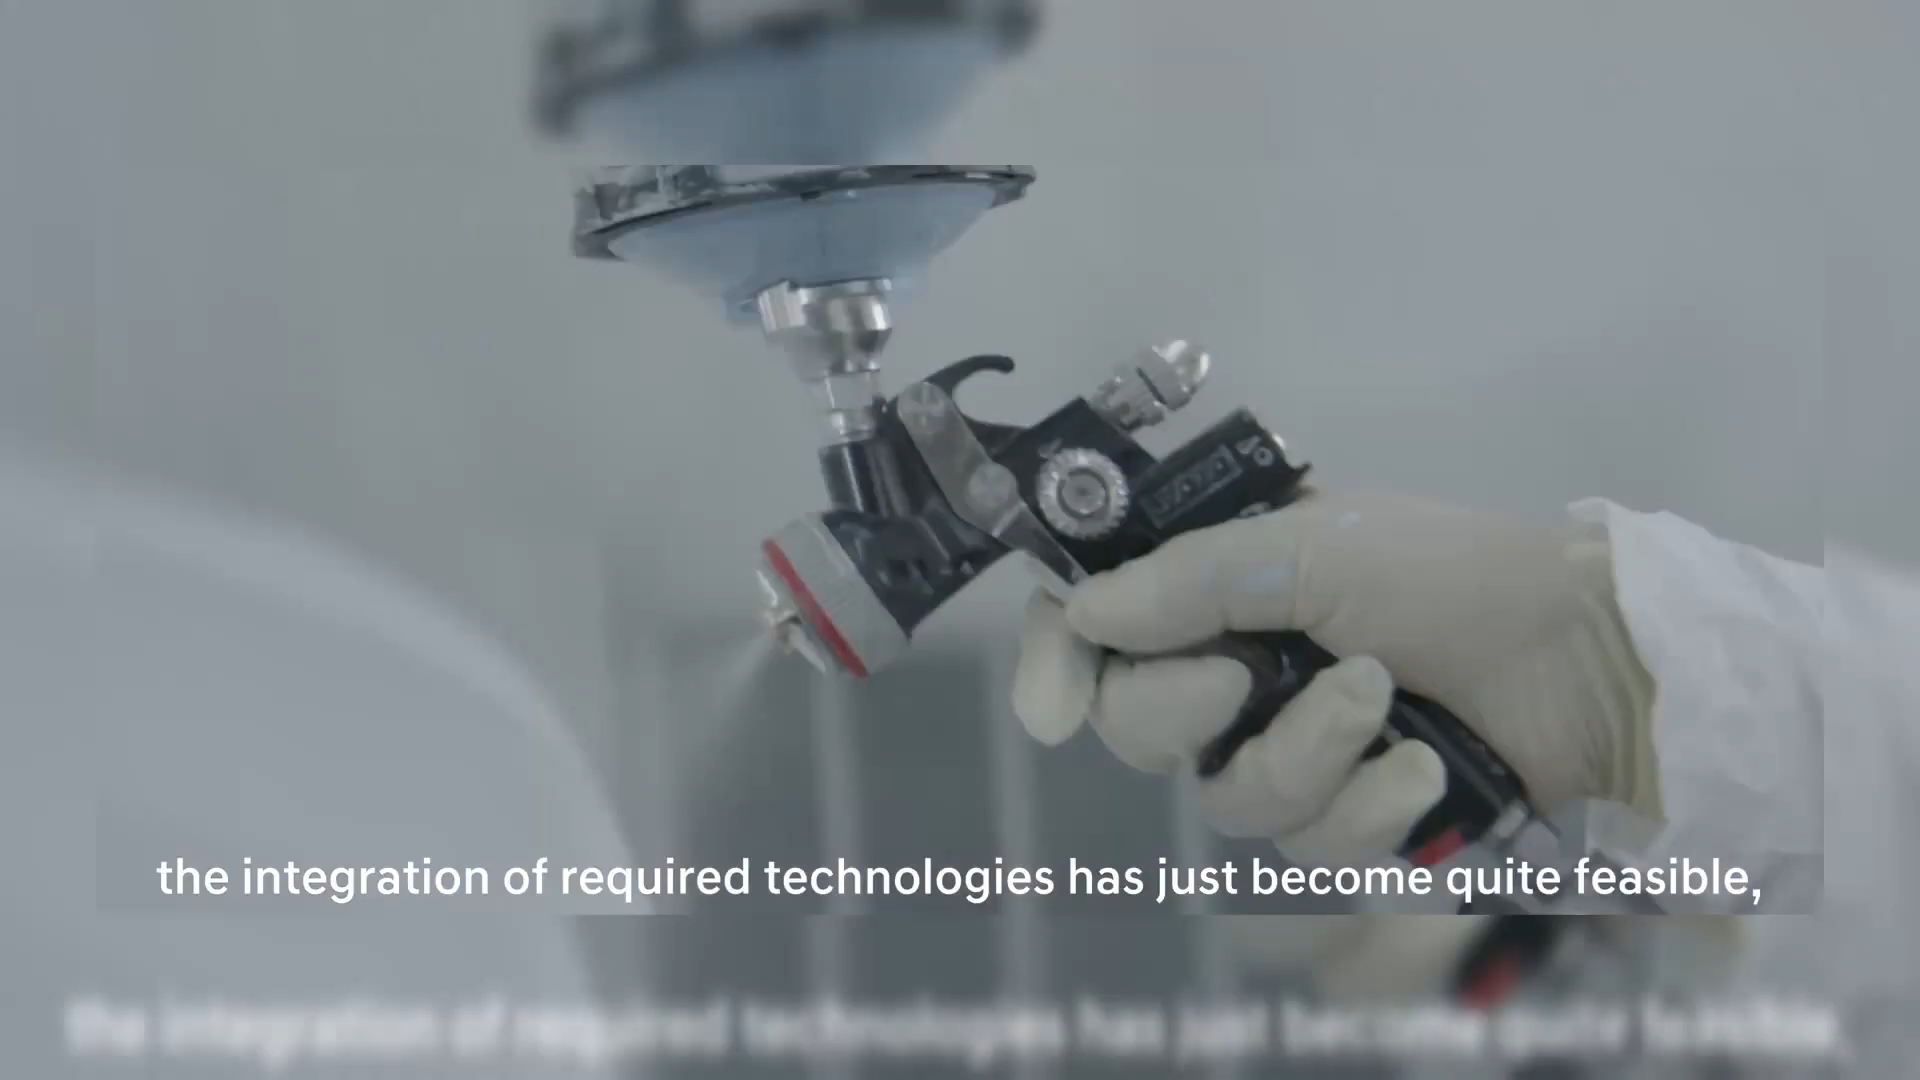 the integration of required technologies has just become quite feasible,